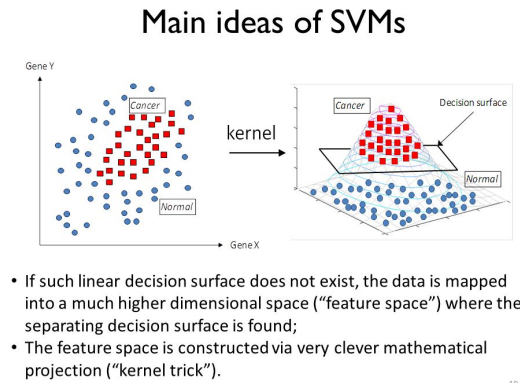 Main ideas of SVMs
Gene Y
Cancer
Normal
Gene X
kernel
Cancer
Decision surface
Normal
• If such linear decision surface does not exist, the data is mapped
into a much higher dimensional space (“feature space”) where the
separating decision surface is found;
• The feature space is constructed via very clever mathematical
projection (“kernel trick”).